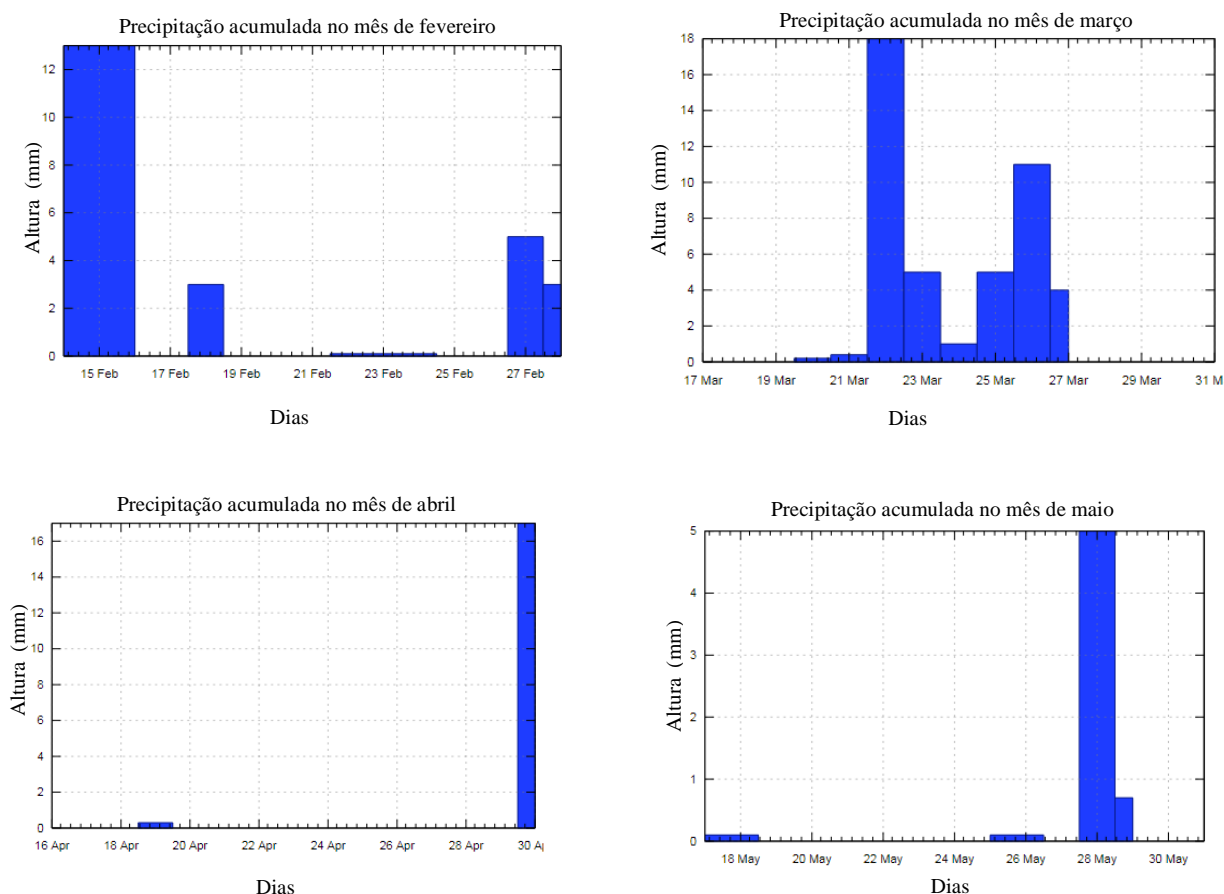 Precipitação acumulada no mês de fevereiro
12
10
8
6
4
2
0
Altura (mm)
15 Feb 17 Feb 19 Feb 21 Feb 23 Feb 25 Feb 27 Feb
Dias
Precipitação acumulada no mês de março
18
16
14
12
10
8
6
4
2
0
Altura (mm)
17 Mar 19 Mar 21 Mar 23 Mar 25 Mar 27 Mar 29 Mar 31 M
Dias
Precipitação acumulada no mês de abril
16
14
12
10
8
6
4
2
0
Altura (mm)
16 Apr 18 Apr 20 Apr 22 Apr 24 Apr 26 Apr 28 Apr 30 A
Dias
Precipitação acumulada no mês de maio
5
4
3
2
1
0
Altura (mm)
18 May 20 May 22 May 24 May 26 May 28 May 30 May
Dias